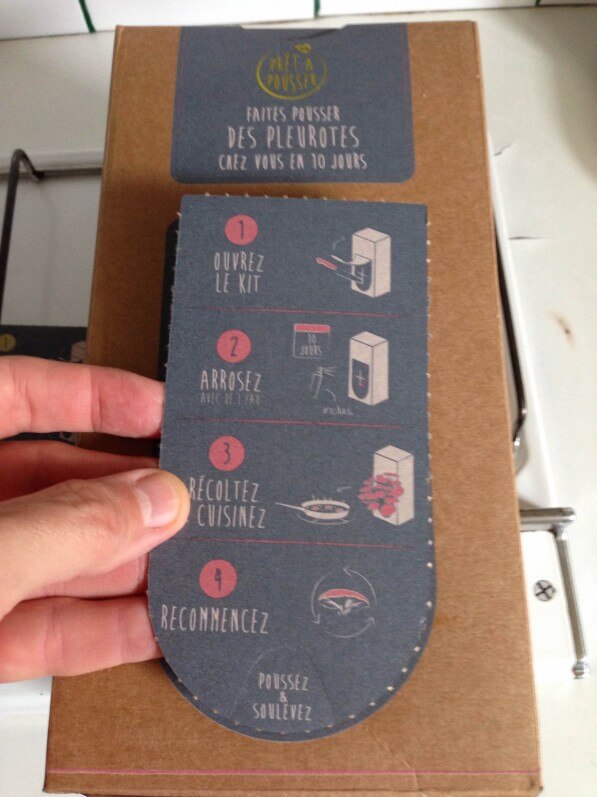 PRÊT À
POUSSER
FAITES POUSSER
DES PLEUROTES
CHEZ VOUS EN 10 JOURS
1
OUVREZ
LE KIT
2
10
JOURS
ARROSEZ
AVEC DE L'EAU
inclus
3
RÉCOLTEZ
CUISINEZ
4
RECOMMENCEZ
POUSSEZ
&
SOULEVEZ